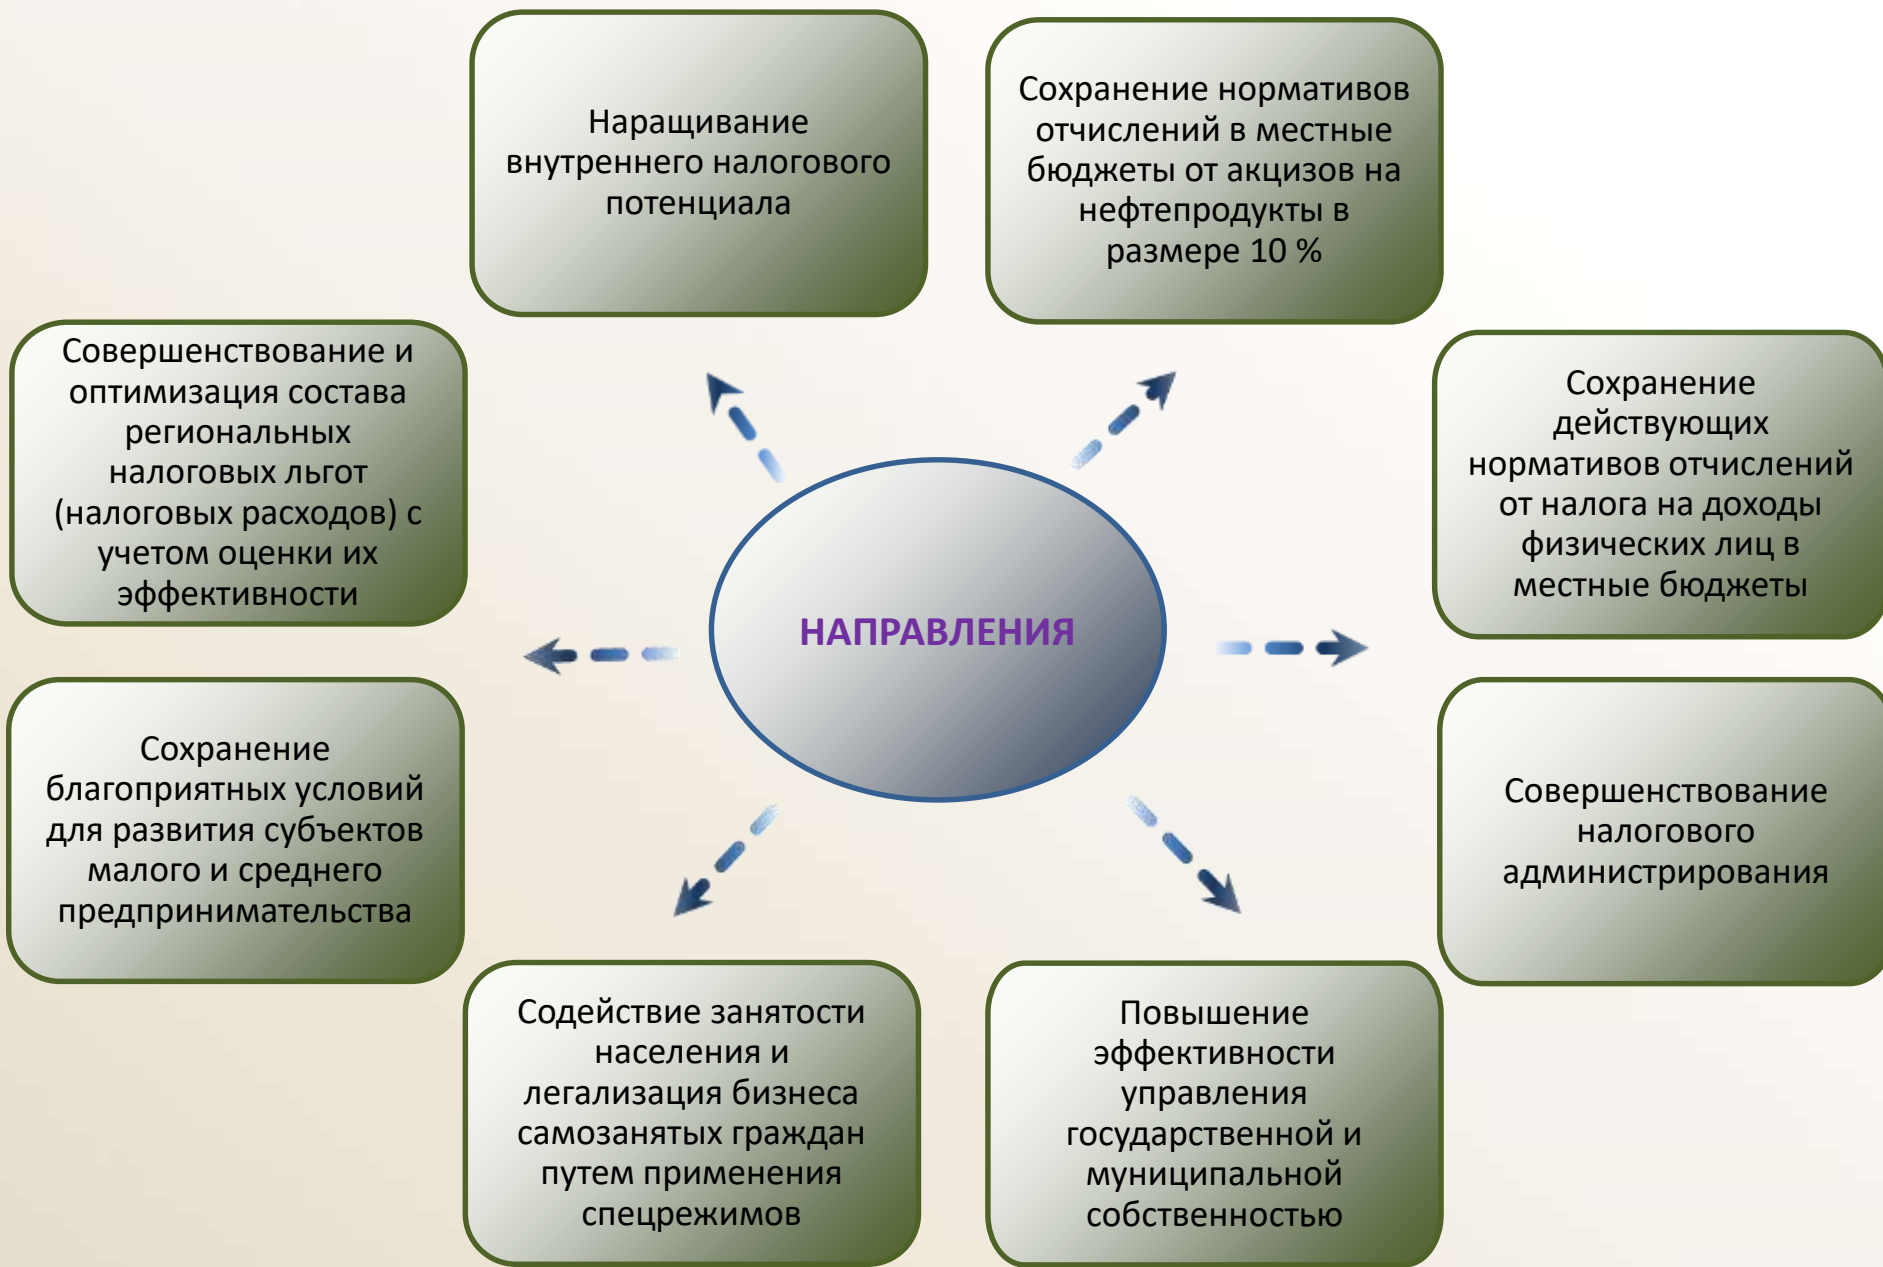 Наращивание
внутреннего налогового
потенциала
Сохранение нормативов
отчислений в местные
бюджеты от акцизов на
нефтепродукты в
размере 10 %
Совершенствование и
оптимизация состава
региональных
налоговых льгот
(налоговых расходов) с
учетом оценки их
эффективности
Сохранение
действующих
нормативов отчислений
от налога на доходы
физических лиц в
местные бюджеты
НАПРАВЛЕНИЯ
Сохранение
благоприятных условий
для развития субъектов
малого и среднего
предпринимательства
Совершенствование
налогового
администрирования
Содействие занятости
населения и
легализация бизнеса
самозанятых граждан
путем применения
спецрежимов
Повышение
эффективности
управления
государственной и
муниципальной
собственностью